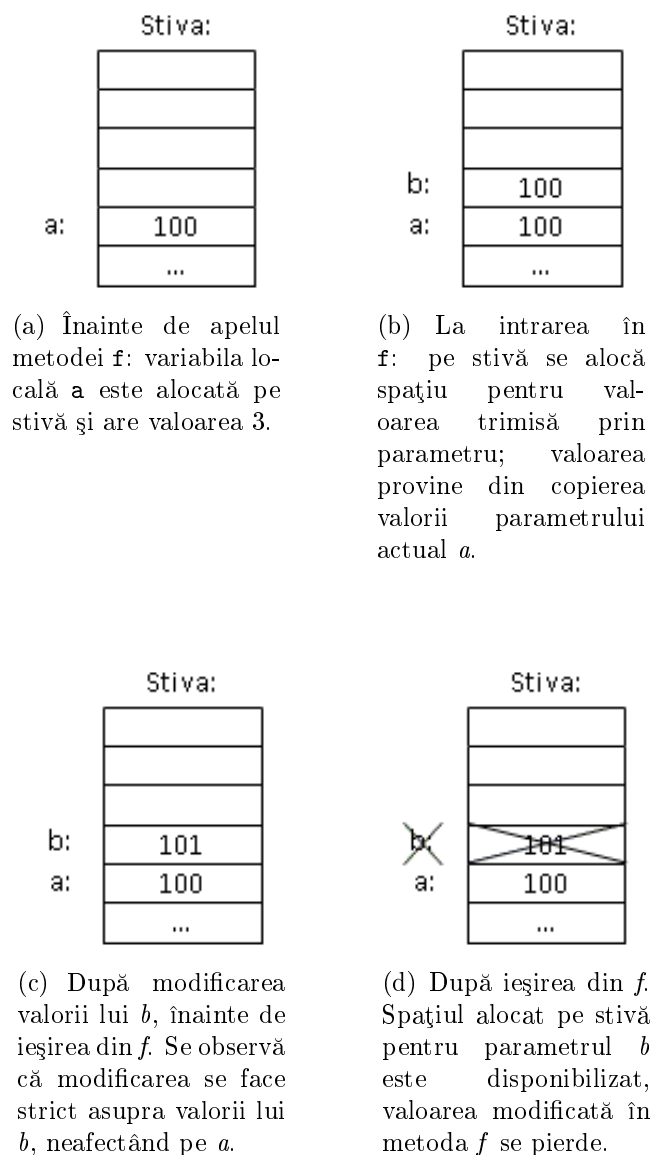 Stiva:
a: 100
...
(a) Înainte de apelul
metodei f: variabila lo-
cală a este alocată pe
stivă şi are valoarea 3.
Stiva:
b: 100
a: 100
...
(b) La intrarea în
f: pe stivă se alocă
spaţiu pentru val-
oarea trimisă prin
parametru; valoarea
provine din copierea
valorii parametrului
actual a.
Stiva:
b: 101
a: 100
...
(c) După modificarea
valorii lui b, înainte de
ieşirea din f. Se observă
că modificarea se face
strict asupra valorii lui
b, neafectând pe a.
Stiva:
b: 101
a: 100
...
(d) După ieşirea din f.
Spaţiul alocat pe stivă
pentru parametrul b
este disponibilizat,
valoarea modificată în
metoda f se pierde.